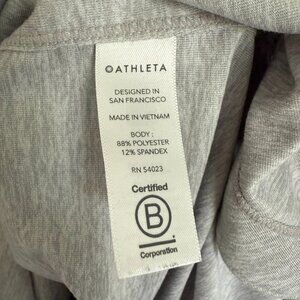 ATHLETA
DESIGNED IN
SAN FRANCISCO
MADE IN VIETNAM
BODY :
88% POLYESTER
12% SPANDEX
RN 54023
Certified
B
Corporation